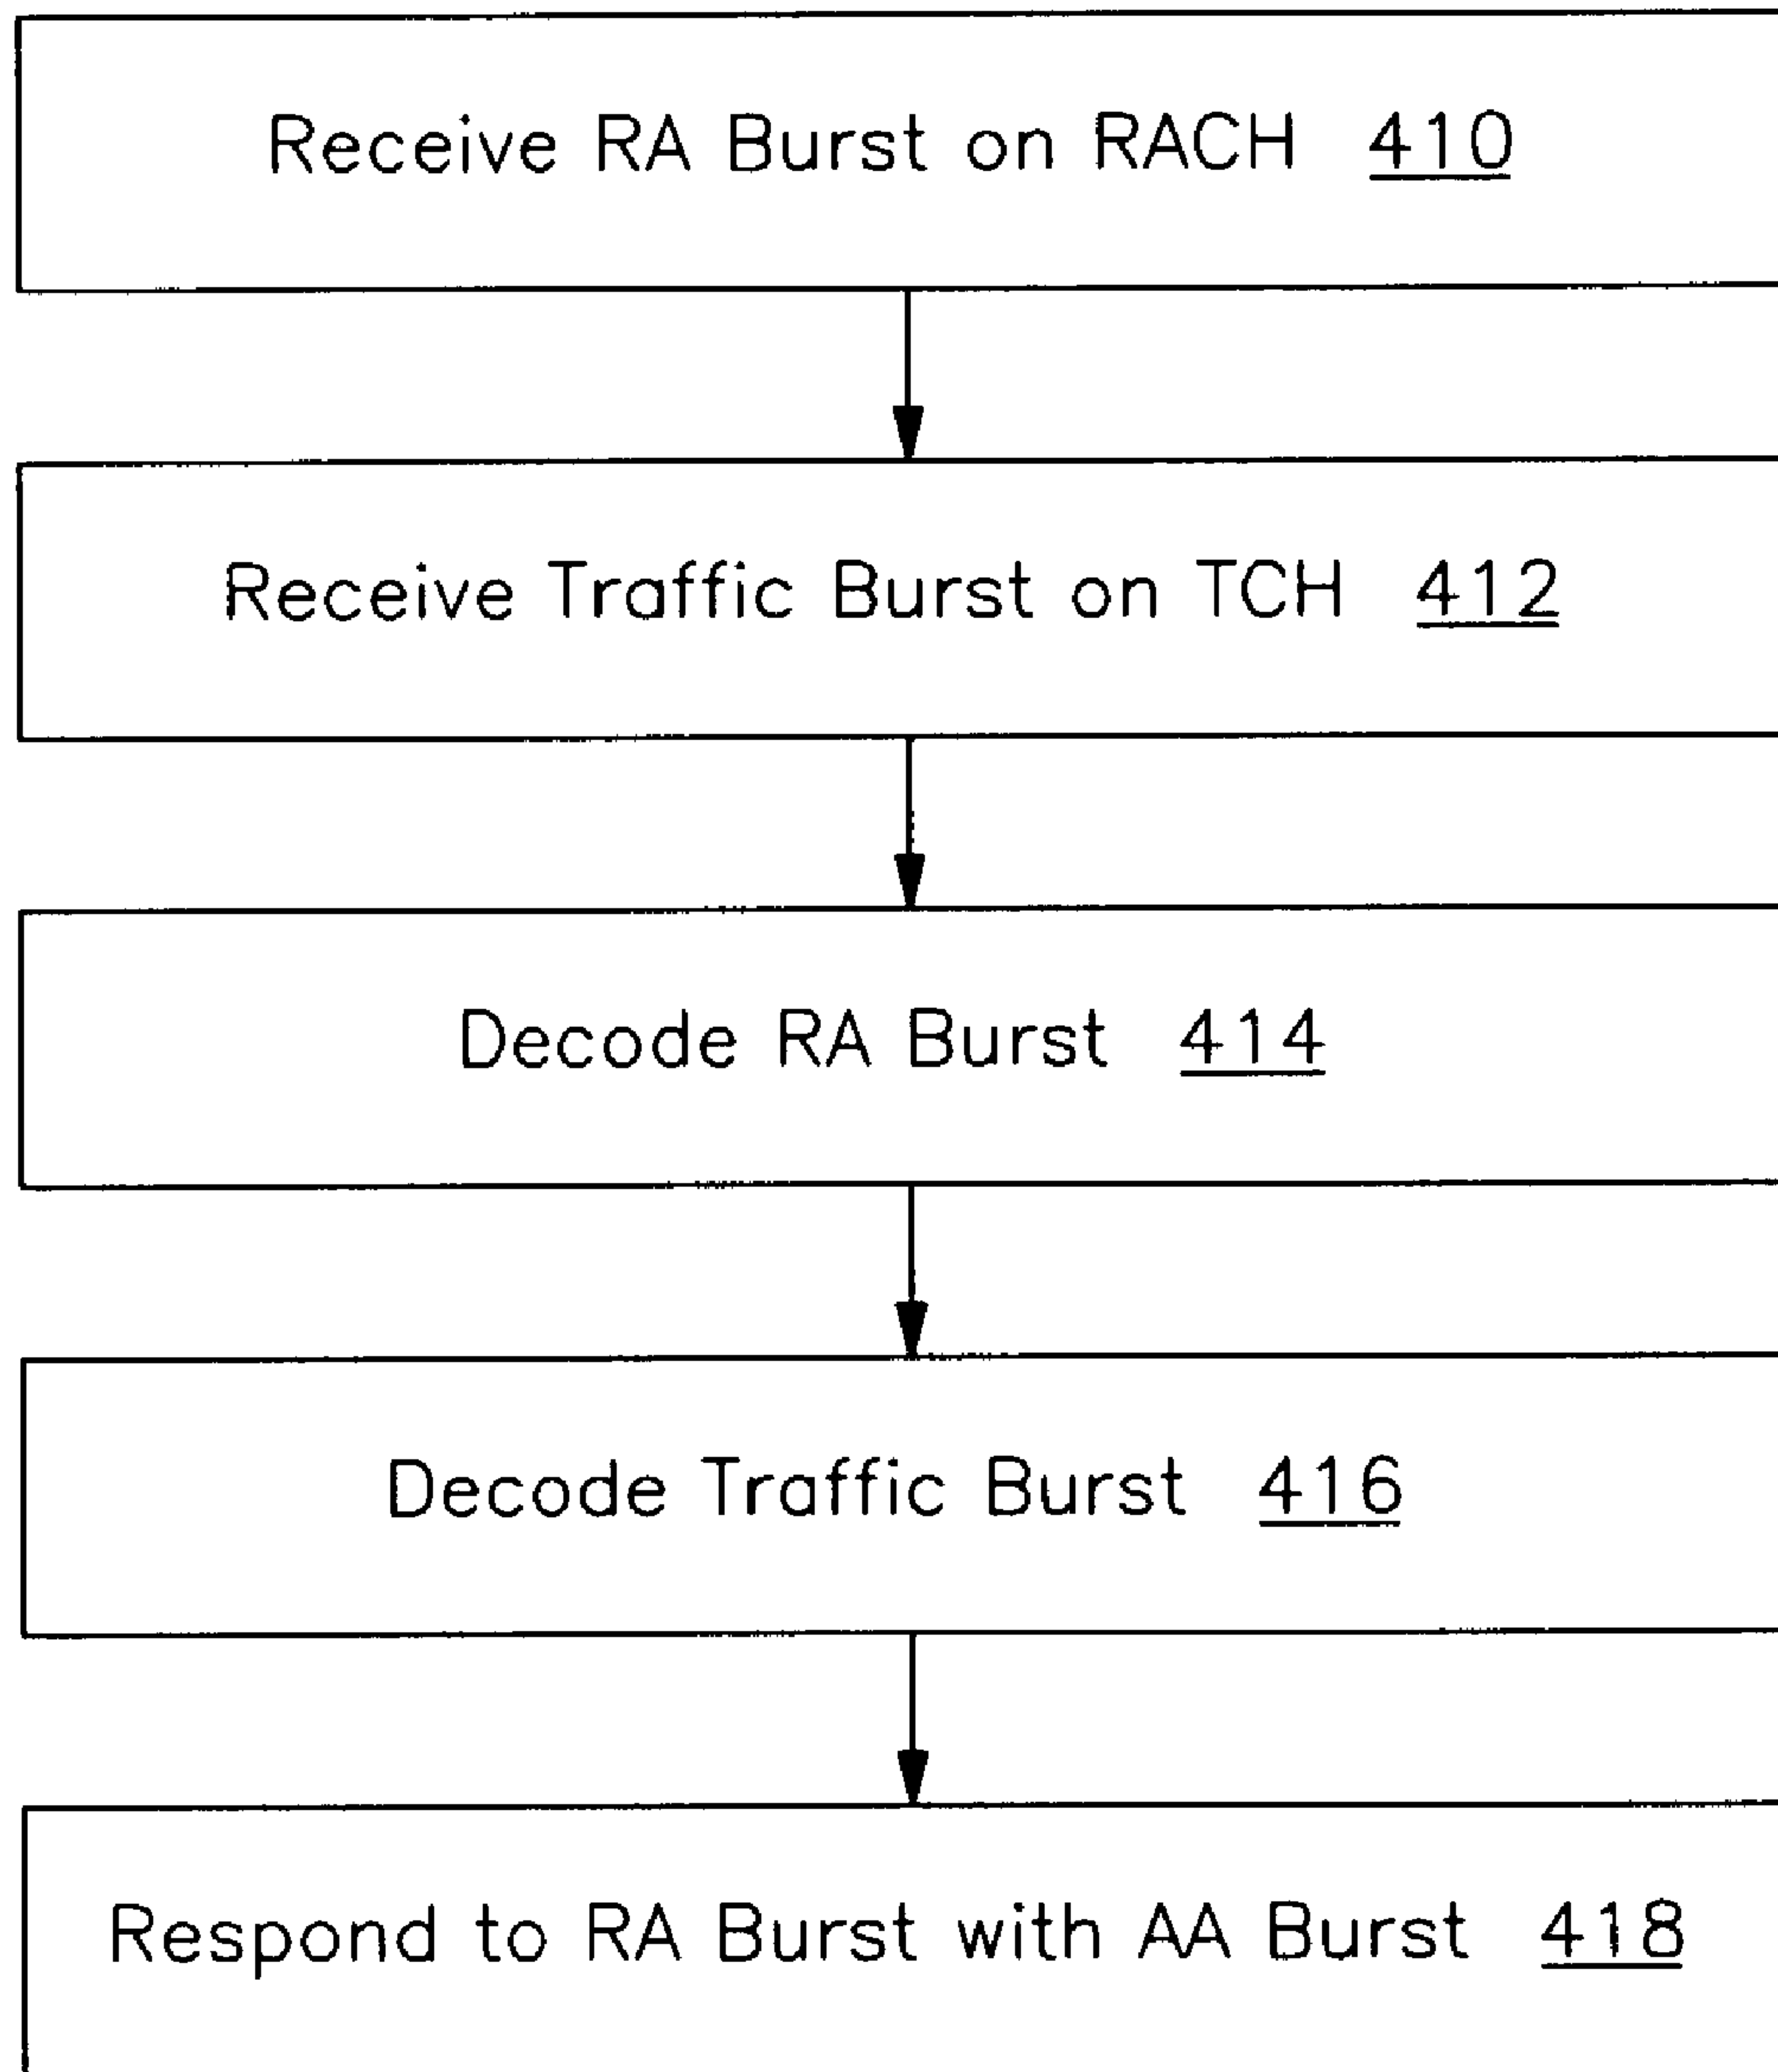 Receive RA Burst on RACH 410
Receive Traffic Burst on TCH 412
Decode RA Burst 414
Decode Traffic Burst 416
Respond to RA Burst with AA Burst 418